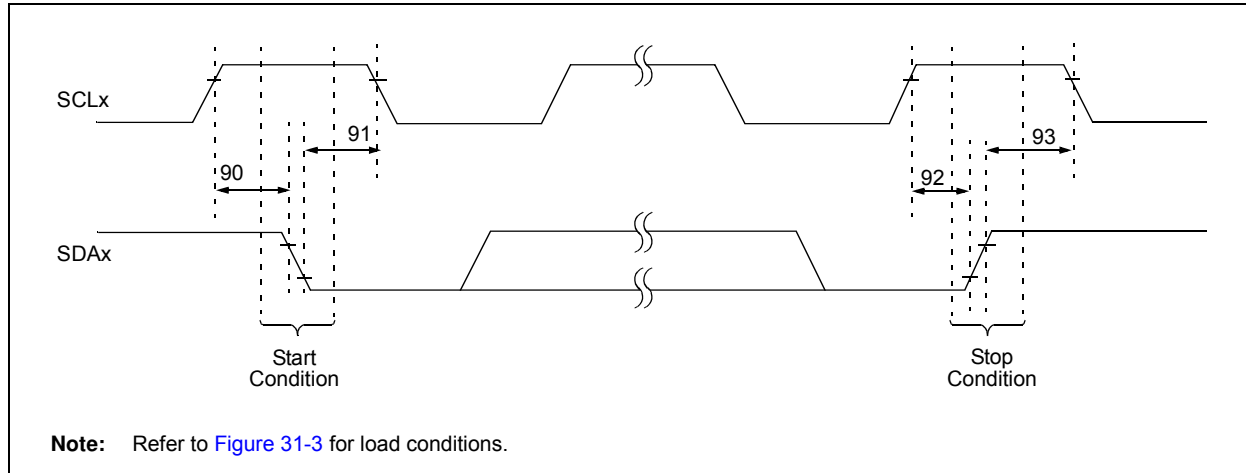 SCLx
91
93
90
92
SDAx
Start
Condition
Stop
Condition
Note: Refer to Figure 31-3 for load conditions.